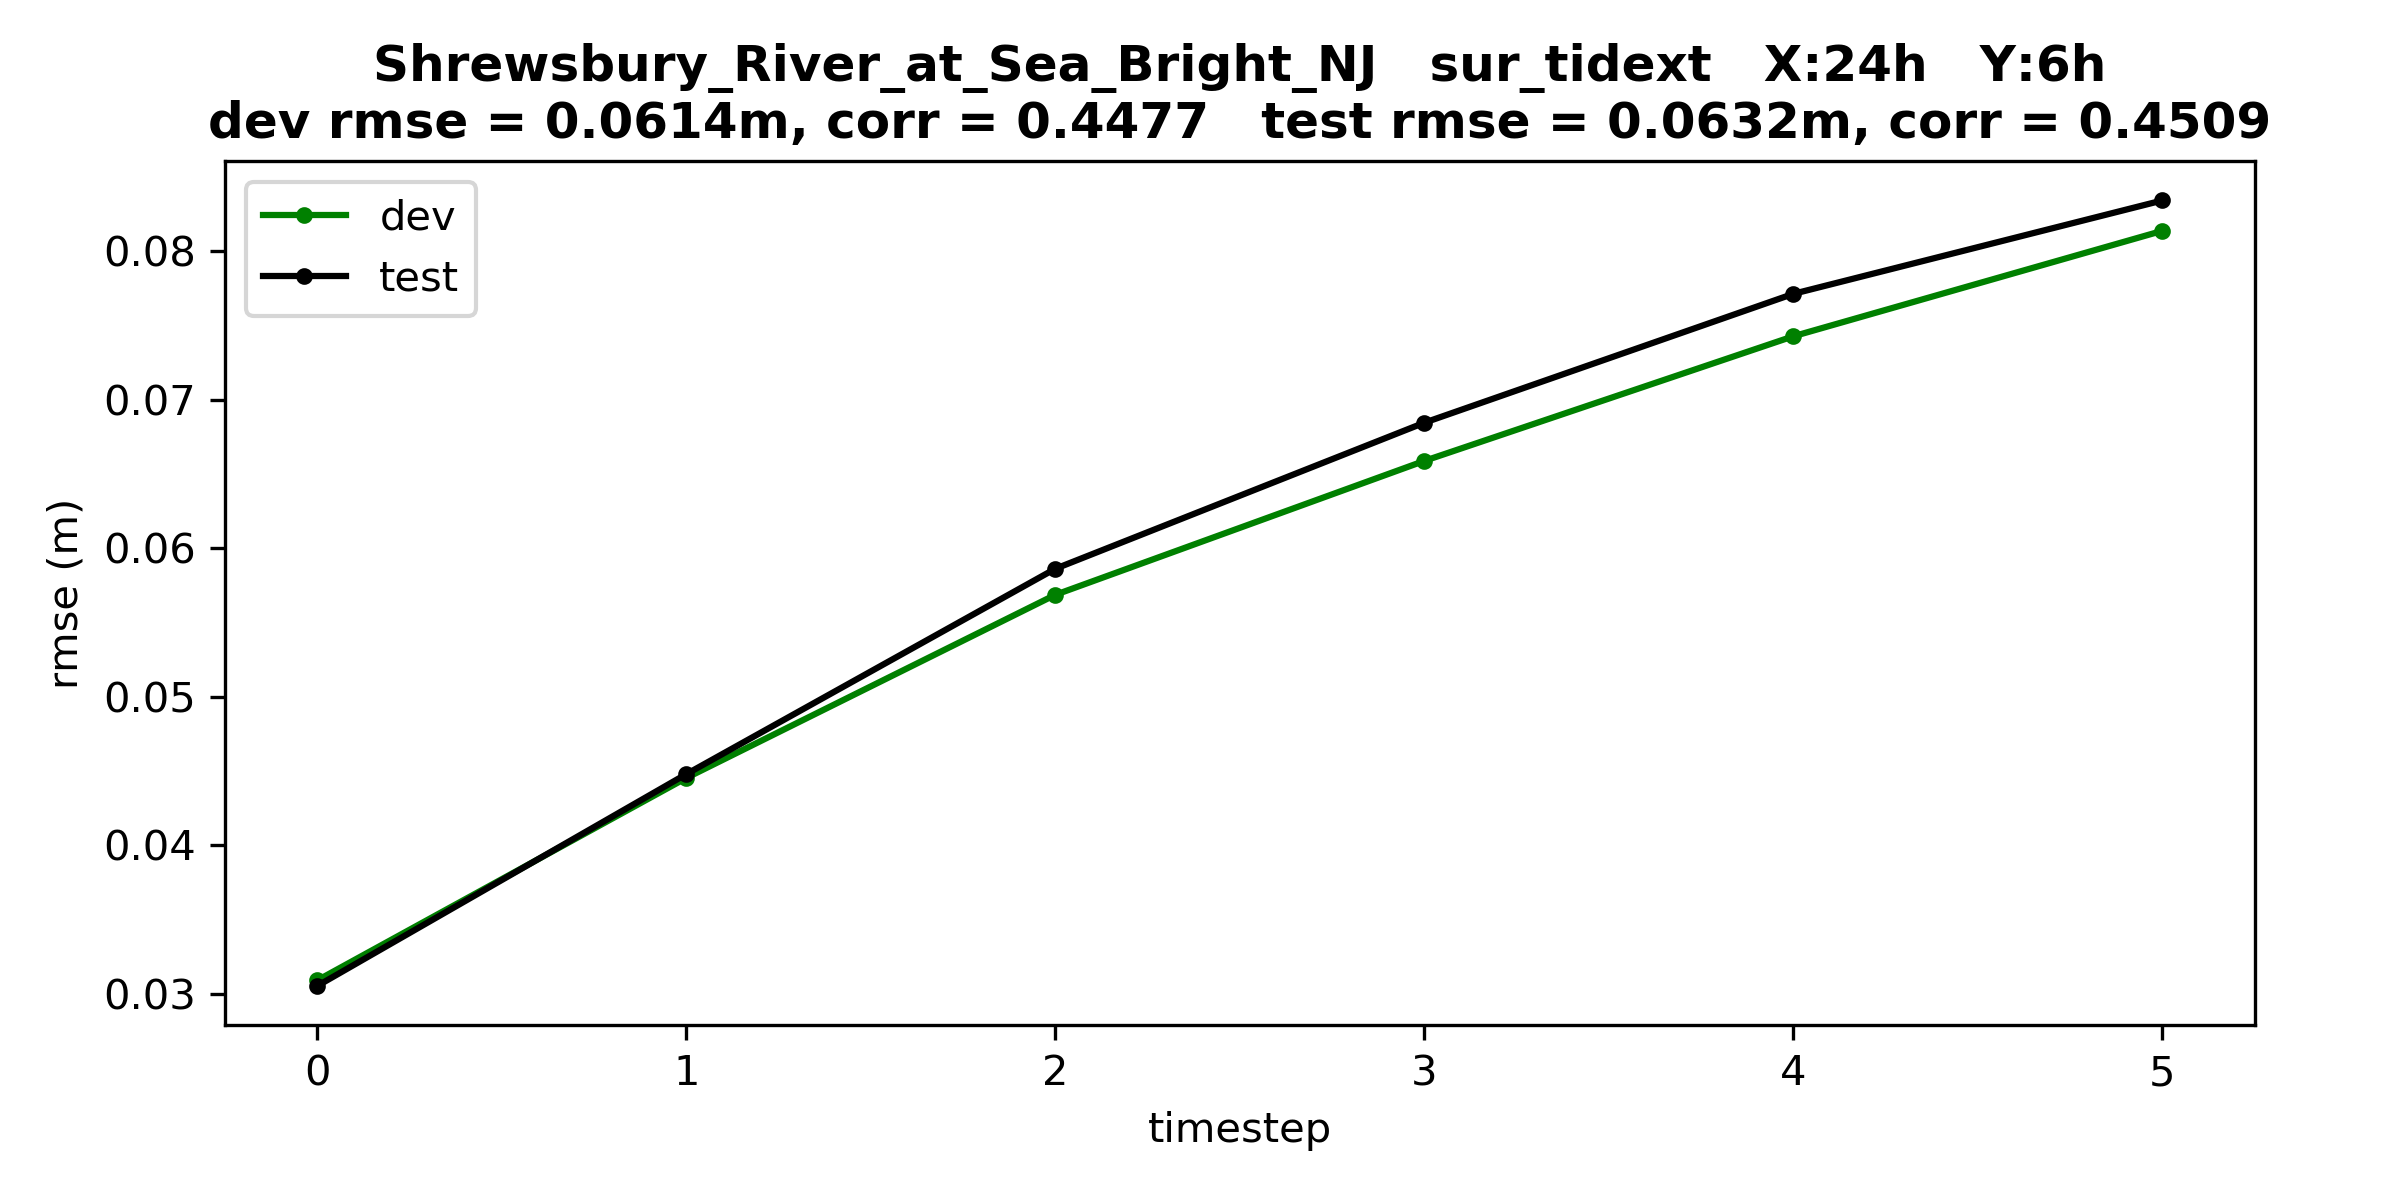 Shrewsbury_River_at_Sea_Bright_NJ   sur_tidext   X:24h   Y:6h
dev rmse = 0.0614m, corr = 0.4477   test rmse = 0.0632m, corr = 0.4509
dev
test
0.08
0.07
0.06
0.05
0.04
0.03
rmse (m)
0 1 2 3 4 5
timestep